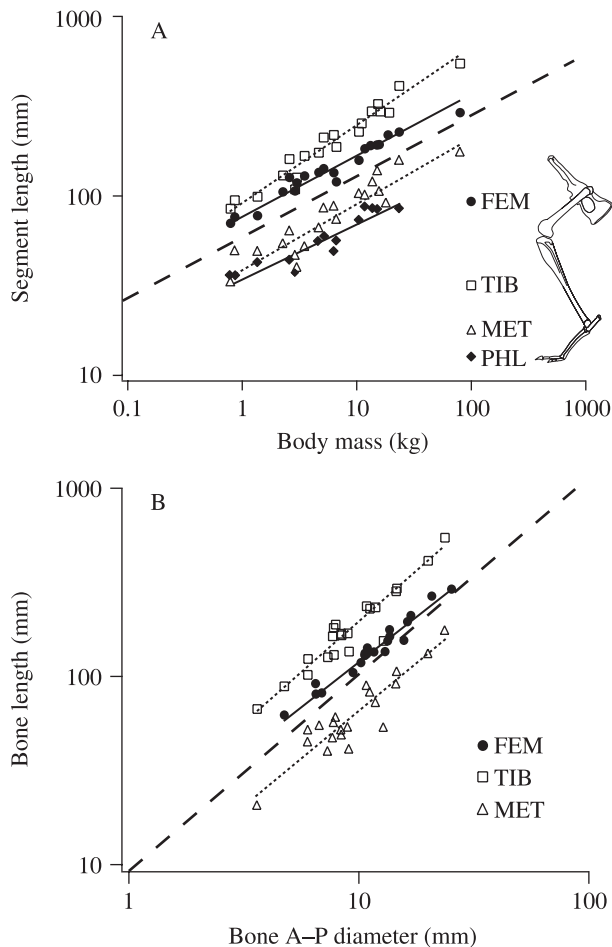 A
1000
100
10
Segment length (mm)
0.1 1 10 100 1000
Body mass (kg)
FEM
TIB
MET
PHL
B
1000
100
10
Bone length (mm)
1 10 100
Bone A–P diameter (mm)
FEM
TIB
MET